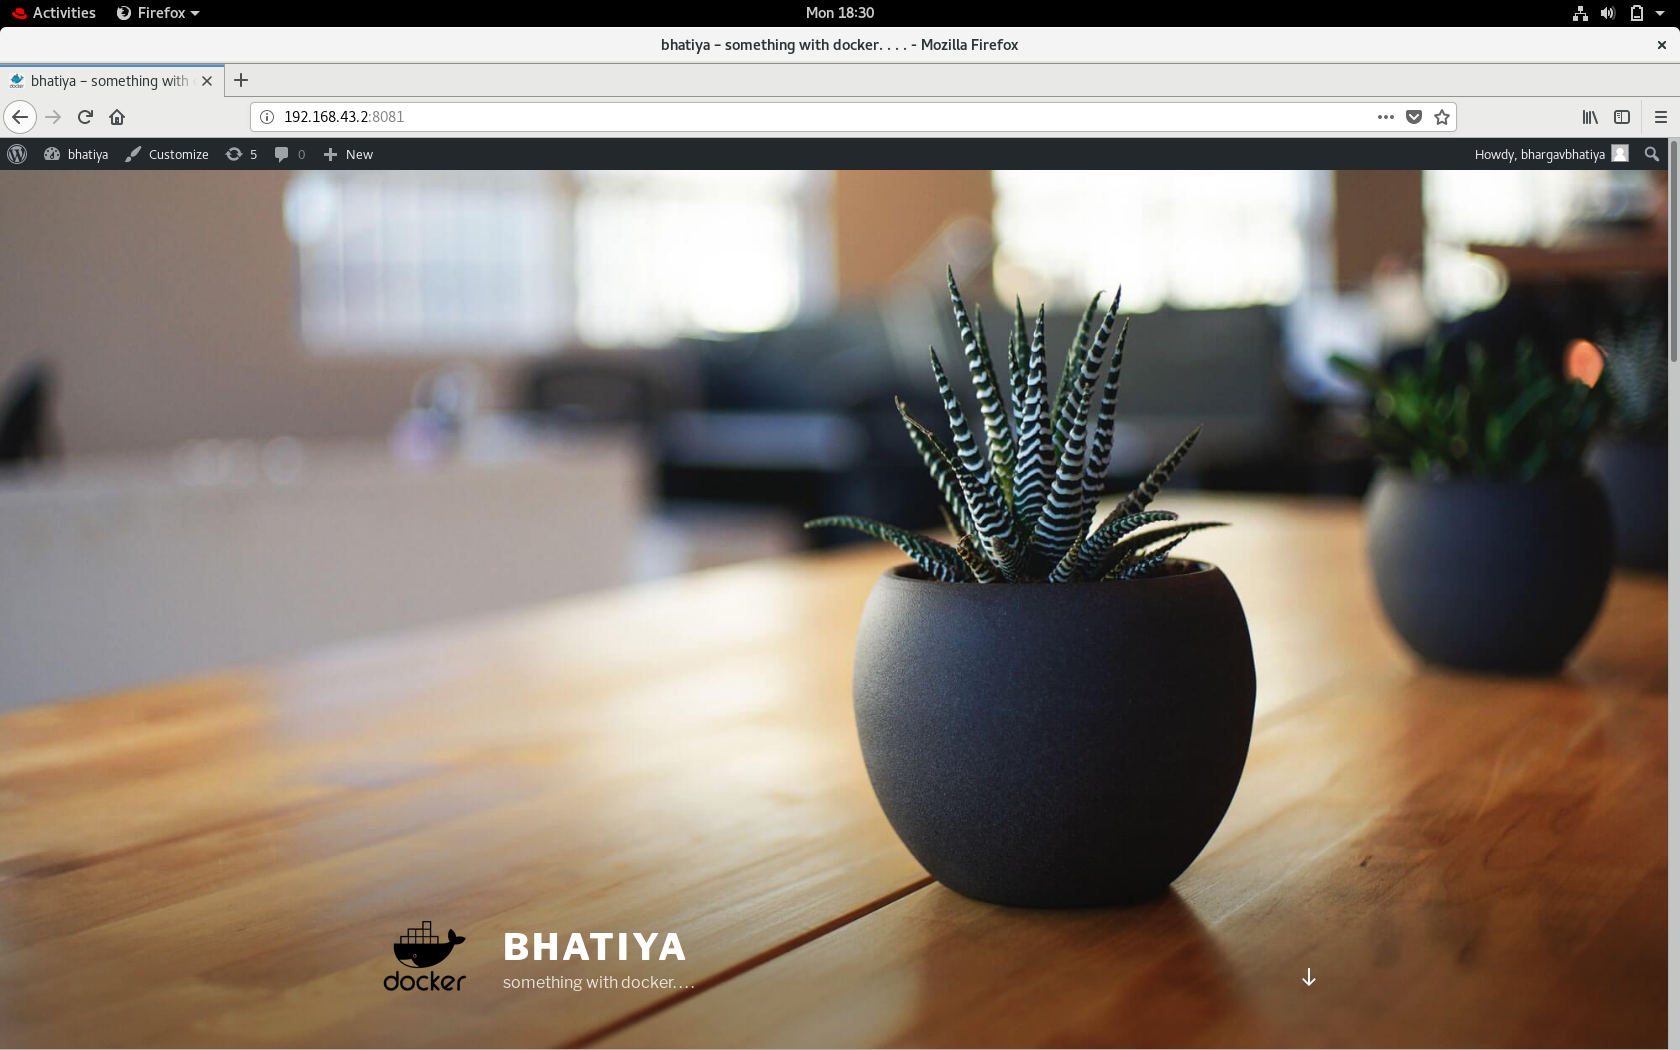 Activities Firefox Mon 18:30
bhatiya – something with docker. . . . - Mozilla Firefox
bhatiya – something with
192.168.43.2:8081
bhatiya Customize 5 0 New Howdy, bhargavbhatiya
docker
BHATIYA
something with docker. . . .